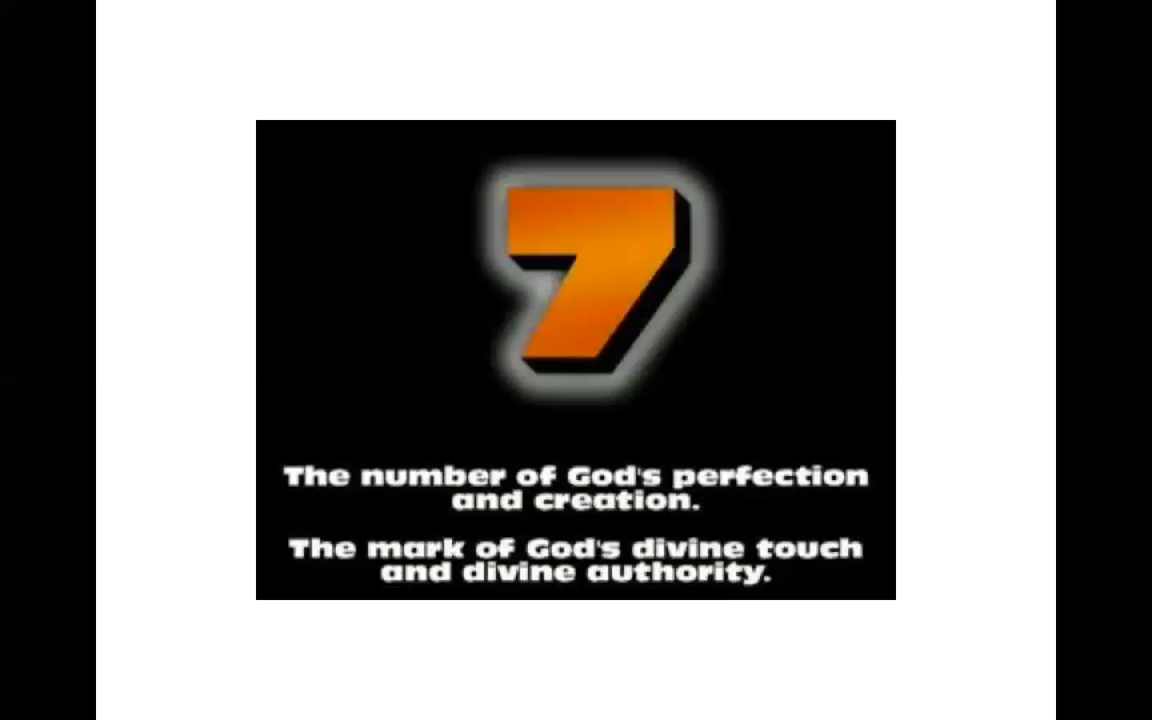 7
The number of God's perfection
and creation.
The mark of God's divine touch
and divine authority.